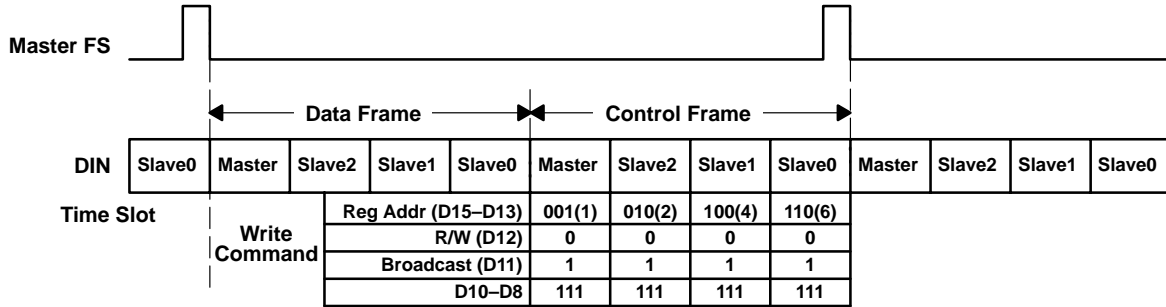 Master FS
Data Frame Control Frame
DIN Slave0 Master Slave2 Slave1 Slave0 Master Slave2 Slave1 Slave0 Master Slave2 Slave1 Slave0
Time Slot
Write
Command
Reg Addr (D15–D13) 001(1) 010(2) 100(4) 110(6)
R/W (D12) 0 0 0 0
Broadcast (D11) 1 1 1 1
D10–D8 111 111 111 111